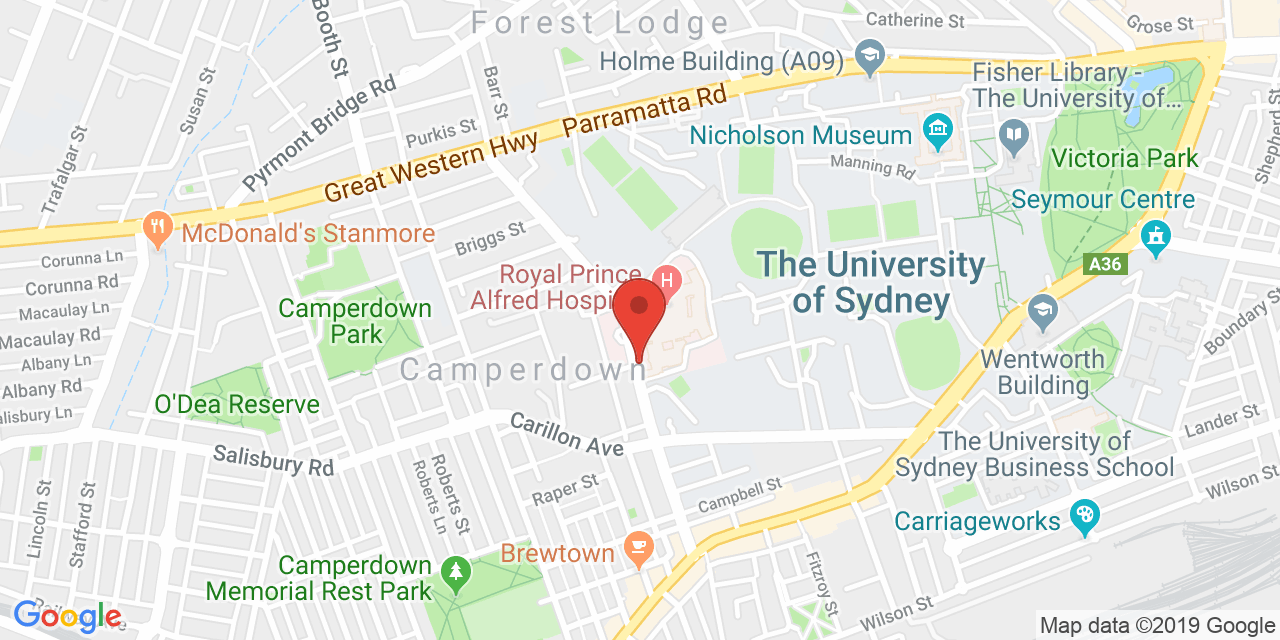 Forest Lodge
Catherine St
Grose St
Booth St
Holme Building (A09)
Fisher Library -
The University of...
Susan St
Barr St
Pyrmont Bridge Rd
Parramatta Rd
Purkis St
Nicholson Museum
Great Western Hwy
Manning Rd
Victoria Park
Shepherd St
Trafalgar St
Seymour Centre
McDonald's Stanmore
Briggs St
Corunna Ln
Corunna Rd
Macaulay Ln
Macaulay Rd
Albany Ln
Albany Rd
Salisbury Ln
The University
of Sydney
A36
Royal Prince
H
Camperdown
Park
Boundary St
Camperdown
Wentworth
Building
O'Dea Reserve
Carillon Ave
Lander St
Salisbury Rd
The University of
Sydney Business School
Roberts St
Roberts Ln
Raper St
Campbell St
Wilson St
Lincoln St
Stafford St
Carriageworks
Brewtown
Camperdown
Memorial Rest Park
Fitzroy St
Wilson St
Google
Map data ©2019 Google